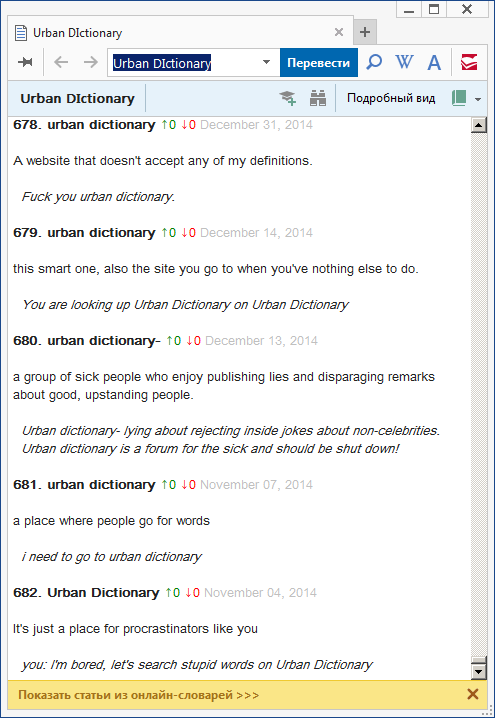 Urban DIctionary
Urban DIctionary Перевести W A
Urban DIctionary Подробный вид
678. urban dictionary ↑0 ↓0 December 31, 2014
A website that doesn't accept any of my definitions.
Fuck you urban dictionary.
679. urban dictionary ↑0 ↓0 December 14, 2014
this smart one, also the site you go to when you've nothing else to do.
You are looking up Urban Dictionary on Urban Dictionary
680. urban dictionary- ↑0 ↓0 December 13, 2014
a group of sick people who enjoy publishing lies and disparaging remarks
about good, upstanding people.
Urban dictionary- lying about rejecting inside jokes about non-celebrities.
Urban dictionary is a forum for the sick and should be shut down!
681. urban dictionary ↑0 ↓0 November 07, 2014
a place where people go for words
i need to go to urban dictionary
682. Urban Dictionary ↑0 ↓0 November 04, 2014
It's just a place for procrastinators like you
you: I'm bored, let's search stupid words on Urban Dictionary
Показать статьи из онлайн-словарей >>>